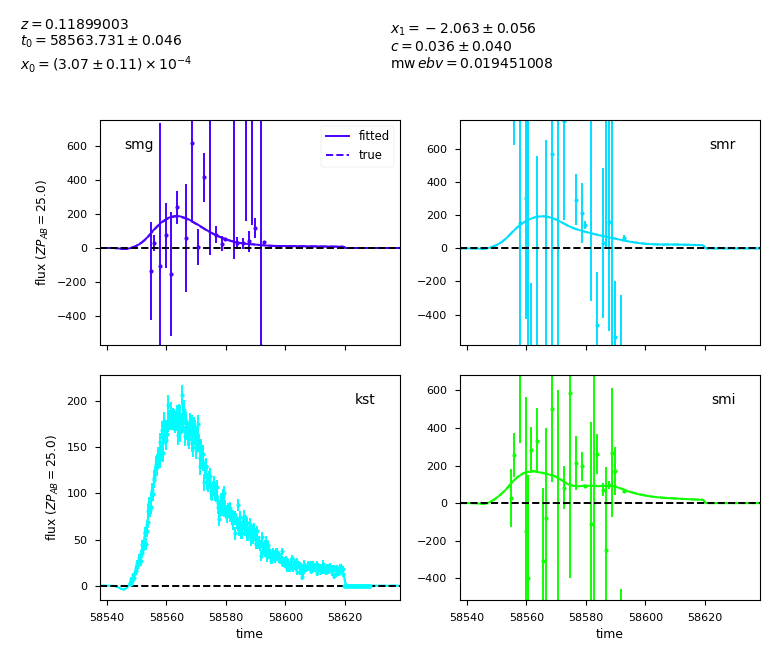 z = 0.11899003
t₀ = 58563.731 ± 0.046
x₀ = (3.07 ± 0.11) × 10⁻⁴
x₁ = −2.063 ± 0.056
c = 0.036 ± 0.040
mw ebv = 0.019451008
smg
fitted
true
600
400
200
0
−200
−400
flux (ZP_AB = 25.0)
smr
600
400
200
0
−200
−400
kst
200
150
100
50
0
flux (ZP_AB = 25.0)
58540 58560 58580 58600 58620
time
smi
600
400
200
0
−200
−400
58540 58560 58580 58600 58620
time